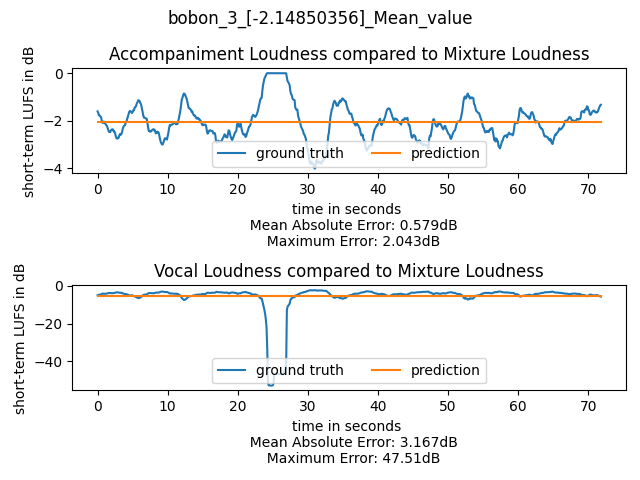 bobon_3_[-2.14850356]_Mean_value
Accompaniment Loudness compared to Mixture Loudness
short-term LUFS in dB
0
−2
−4
ground truth
prediction
0 10 20 30 40 50 60 70
time in seconds
Mean Absolute Error: 0.579dB
Maximum Error: 2.043dB
Vocal Loudness compared to Mixture Loudness
short-term LUFS in dB
0
−20
−40
ground truth
prediction
0 10 20 30 40 50 60 70
time in seconds
Mean Absolute Error: 3.167dB
Maximum Error: 47.51dB